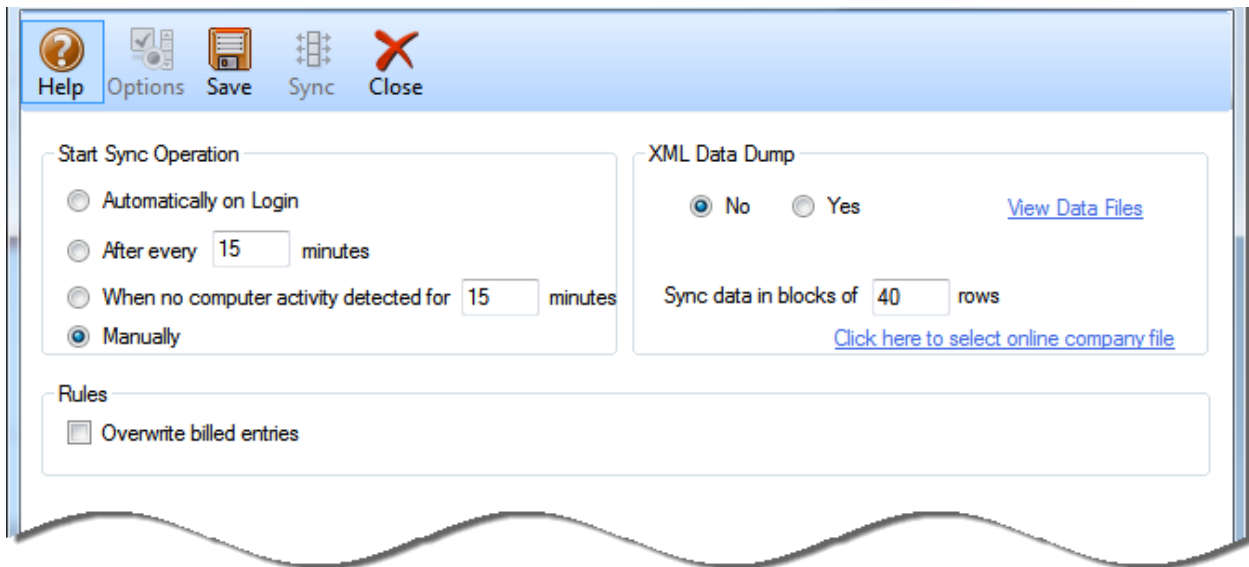 Help Options Save Sync Close
Start Sync Operation
Automatically on Login
After every 15 minutes
When no computer activity detected for 15 minutes
Manually
XML Data Dump
No Yes View Data Files
Sync data in blocks of 40 rows
Click here to select online company file
Rules
Overwrite billed entries